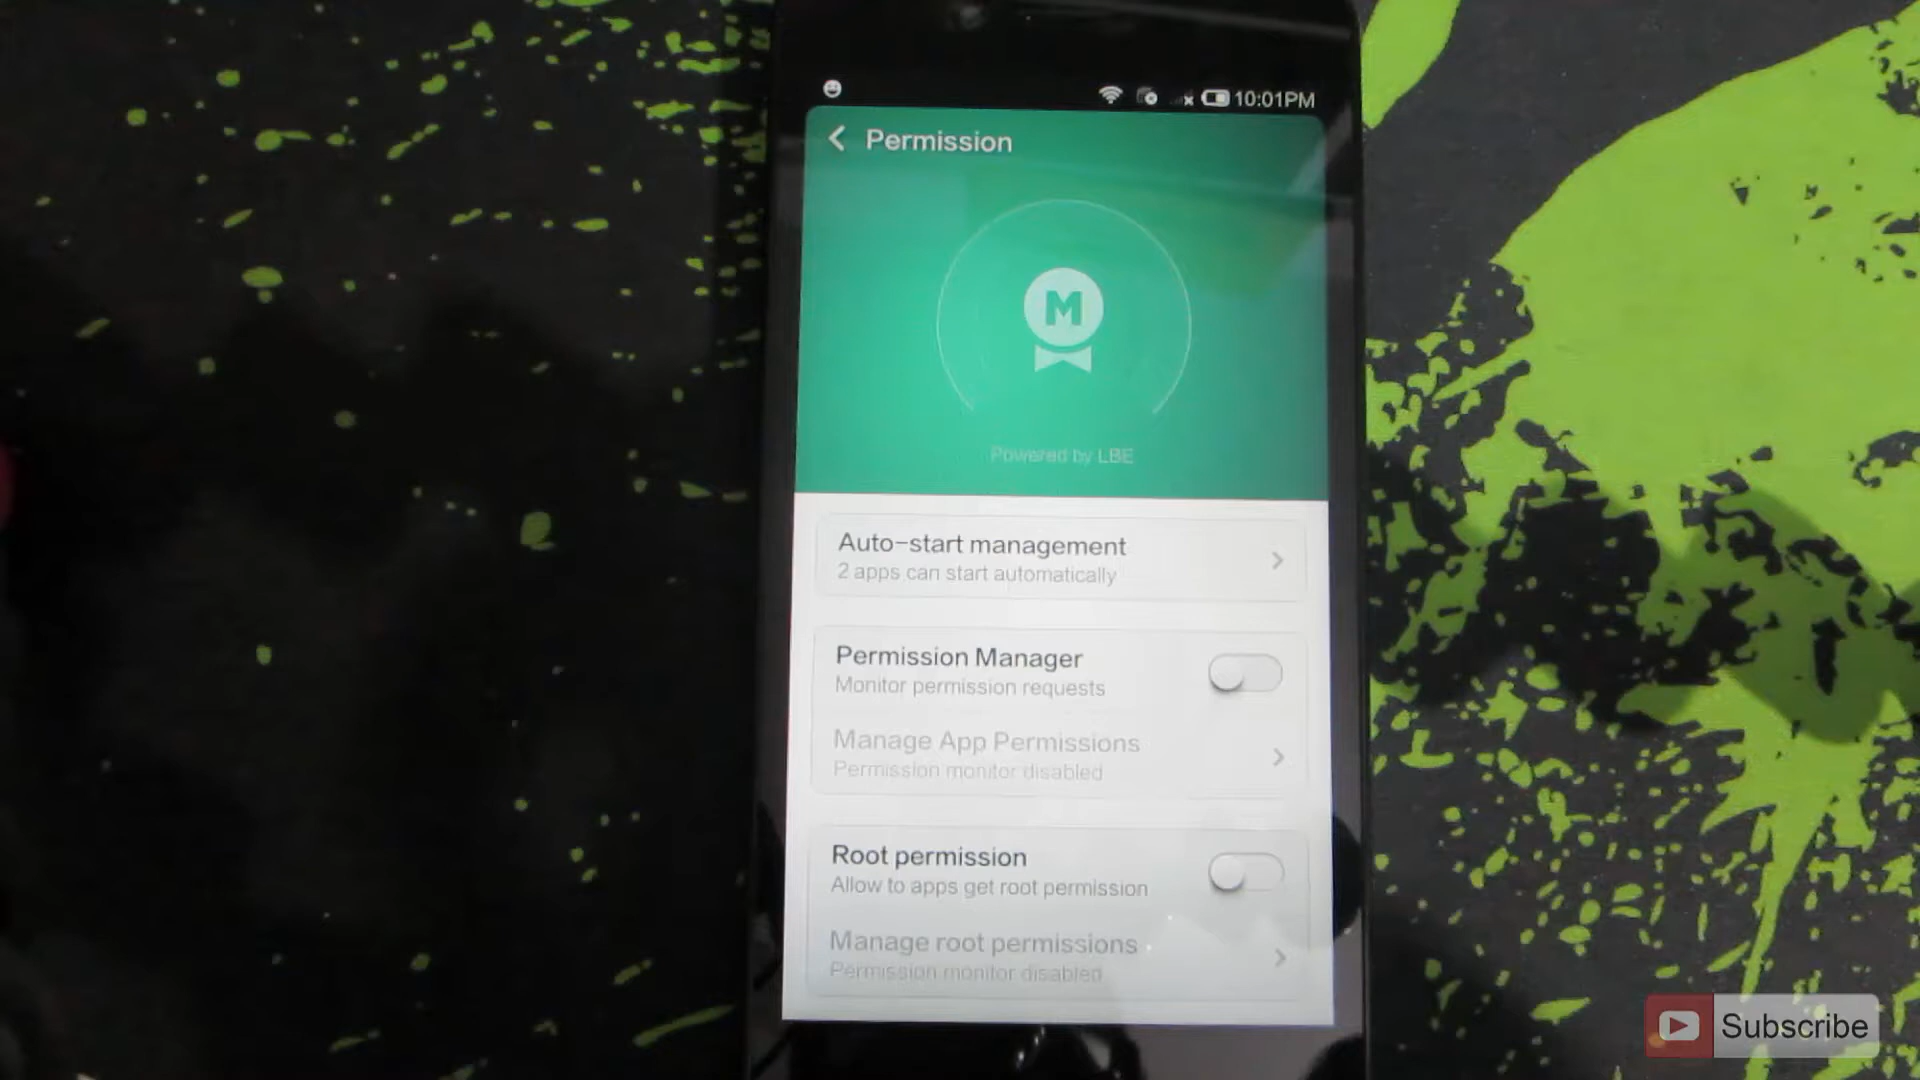 10:01PM
Permission
M
Powered by LBE
Auto-start management
2 apps can start automatically
Permission Manager
Monitor permission requests
Manage App Permissions
Permission monitor disabled
Root permission
Allow to apps get root permission
Manage root permissions
Permission monitor disabled
Subscribe